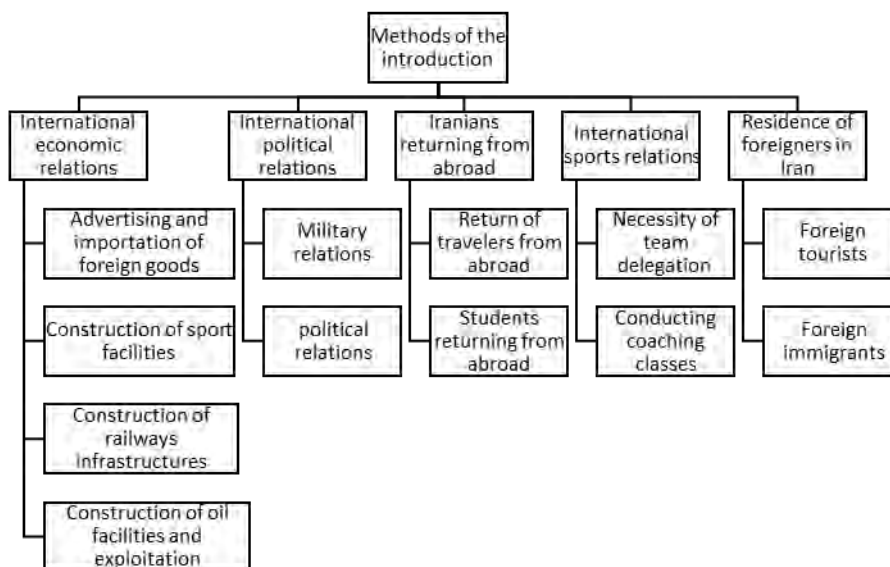 Methods of the
introduction
International
economic
relations
International
political
relations
Iranians
returning from
abroad
International
sports relations
Residence of
foreigners in
Iran
Advertising and
importation of
foreign goods
Military
relations
Return of
travelers from
abroad
Necessity of
team
delegation
Foreign
tourists
Construction of sport
facilities
political
relations
Students
returning from
abroad
Conducting
coaching
classes
Foreign
immigrants
Construction of
railways
infrastructures
Construction of oil
facilities and
exploitation